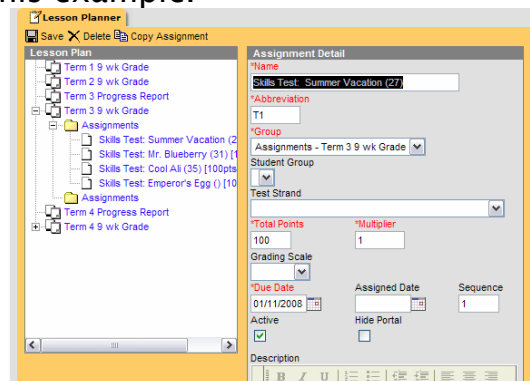 this example.
Lesson Planner
Save Delete Copy Assignment
Lesson Plan
Term 1 9 wk Grade
Term 2 9 wk Grade
Term 3 Progress Report
Term 3 9 wk Grade
Assignments
Skills Test: Summer Vacation (2
Skills Test: Mr. Blueberry (31) [1
Skills Test: Cool Ali (35) [100pts
Skills Test: Emperor's Egg () [10
Assignments
Term 4 Progress Report
Term 4 9 wk Grade
Assignment Detail
*Name
Skills Test: Summer Vacation (27)
*Abbreviation
T1
*Group
Assignments - Term 3 9 wk Grade
Student Group
Test Strand
*Total Points *Multiplier
100 1
Grading Scale
*Due Date Assigned Date Sequence
01/11/2008 1
Active Hide Portal
Description
B I U